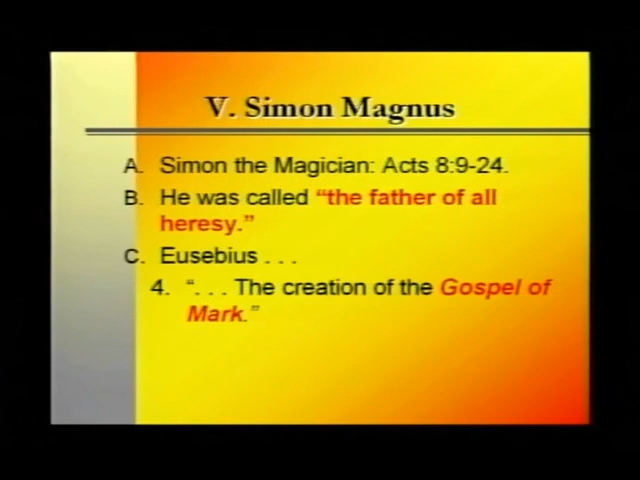 V. Simon Magnus
A. Simon the Magician: Acts 8:9-24.
B. He was called “the father of all
heresy.”
C. Eusebius . . .
4. “. . . The creation of the Gospel of
Mark.”